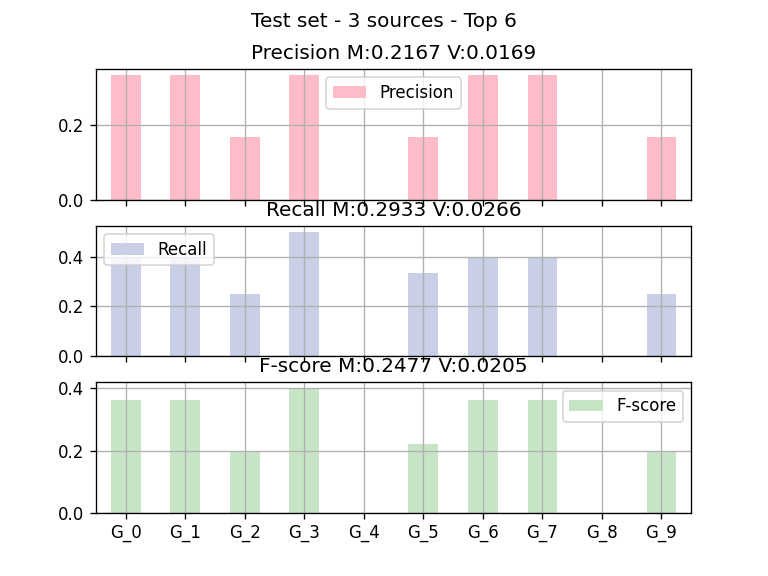 Test set - 3 sources - Top 6
Precision M:0.2167 V:0.0169
Precision
0.2
0.0
Recall M:0.2933 V:0.0266
Recall
0.4
0.2
0.0
F-score M:0.2477 V:0.0205
0.4
F-score
0.2
0.0
G_0 G_1 G_2 G_3 G_4 G_5 G_6 G_7 G_8 G_9